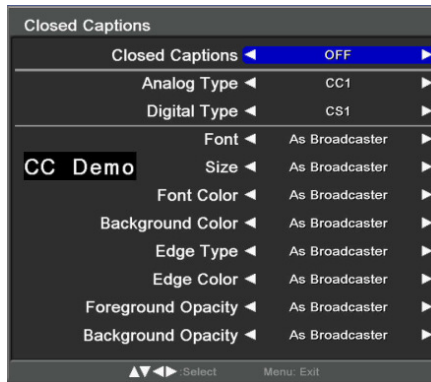 Closed Captions
Closed Captions ◀ OFF ▶
Analog Type ◀ CC1 ▶
Digital Type ◀ CS1 ▶
Font ◀ As Broadcaster ▶
CC Demo Size ◀ As Broadcaster ▶
Font Color ◀ As Broadcaster ▶
Background Color ◀ As Broadcaster ▶
Edge Type ◀ As Broadcaster ▶
Edge Color ◀ As Broadcaster ▶
Foreground Opacity ◀ As Broadcaster ▶
Background Opacity ◀ As Broadcaster ▶
▲▼◀▶:Select Menu: Exit